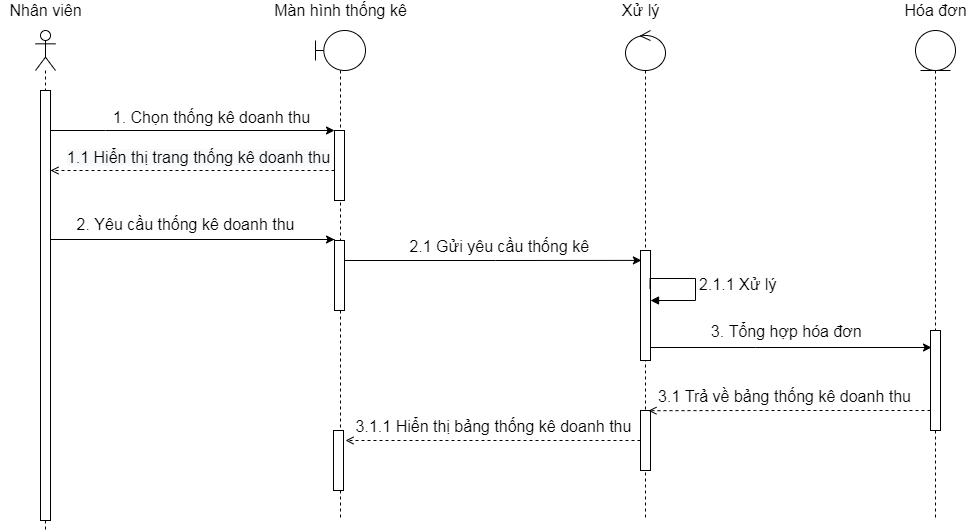 Nhân viên
Màn hình thống kê
Xử lý
Hóa đơn
1. Chọn thống kê doanh thu
1.1 Hiển thị trang thống kê doanh thu
2. Yêu cầu thống kê doanh thu
2.1 Gửi yêu cầu thống kê
2.1.1 Xử lý
3. Tổng hợp hóa đơn
3.1 Trả về bảng thống kê doanh thu
3.1.1 Hiển thị bảng thống kê doanh thu